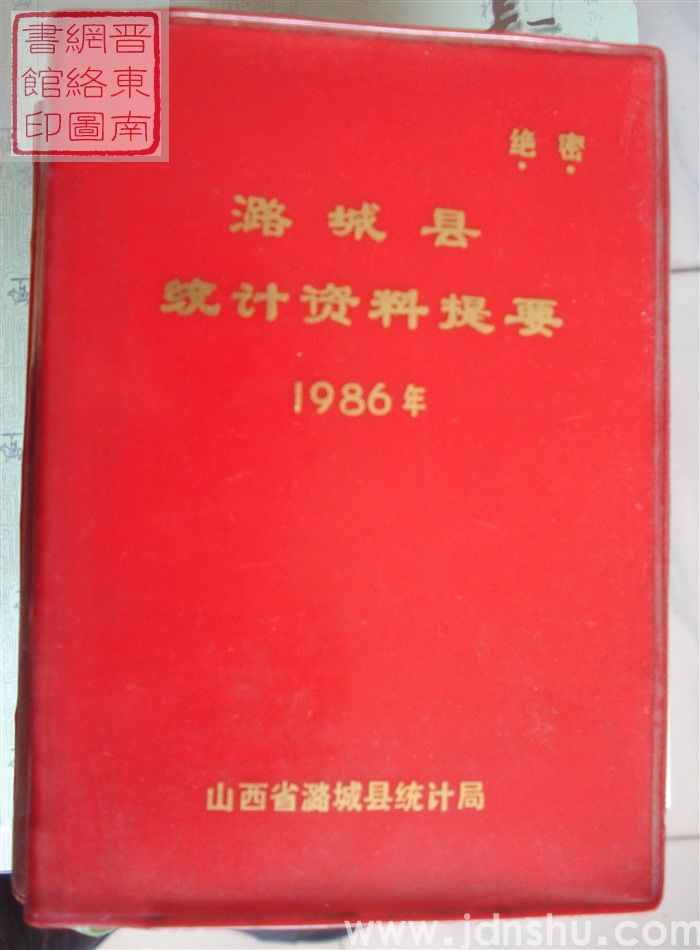 晋東南
網絡圖
書館印
绝密
潞城县
统计资料提要
1986年
山西省潞城县统计局
www.jdnshu.com